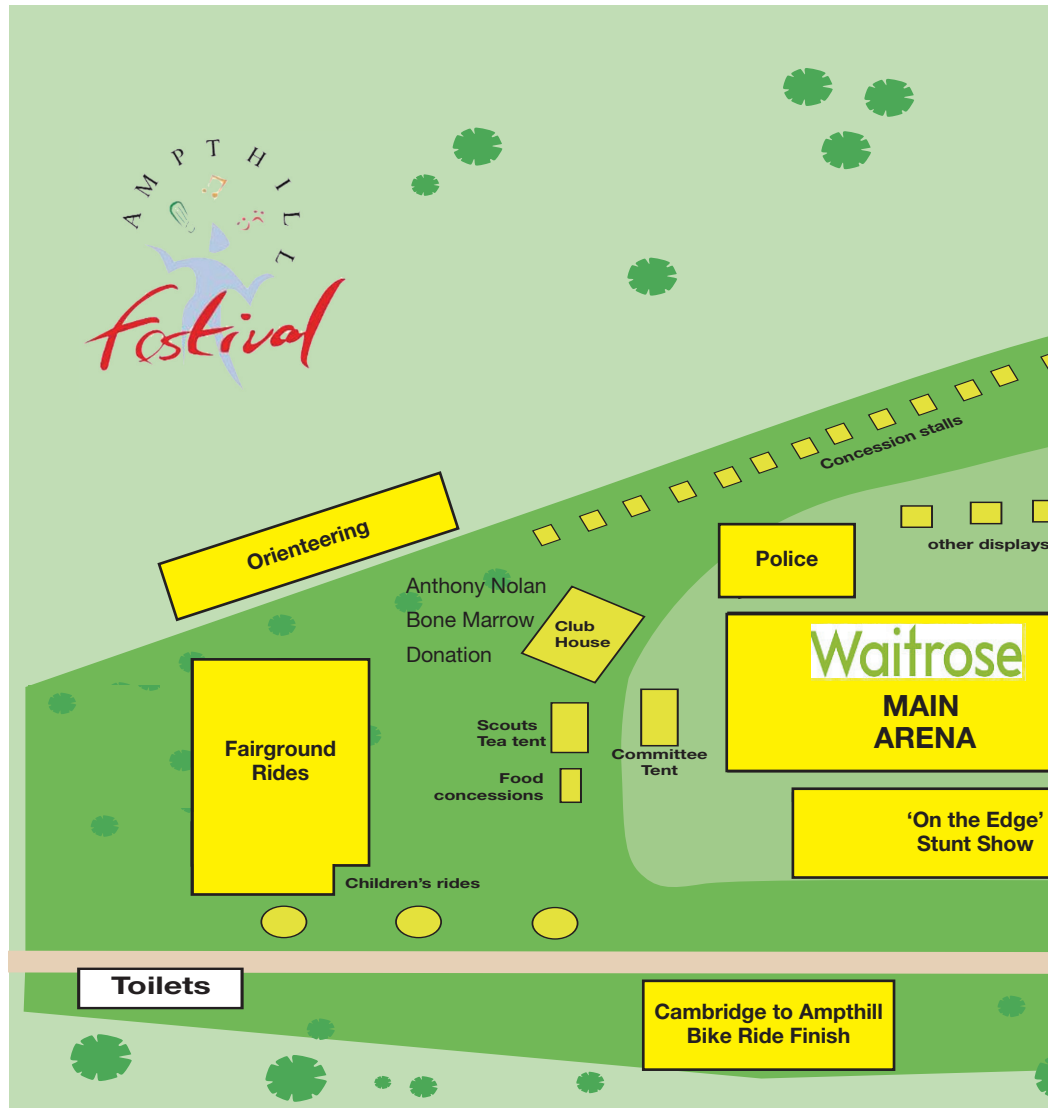 AMPTHILL
Festival
Concession stalls
Orienteering
Police
other displays
Anthony Nolan
Bone Marrow
Donation
Club
House
Waitrose
MAIN
ARENA
Fairground
Rides
Scouts
Tea tent
Committee
Tent
Food
concessions
'On the Edge'
Stunt Show
Children's rides
Toilets
Cambridge to Ampthill
Bike Ride Finish